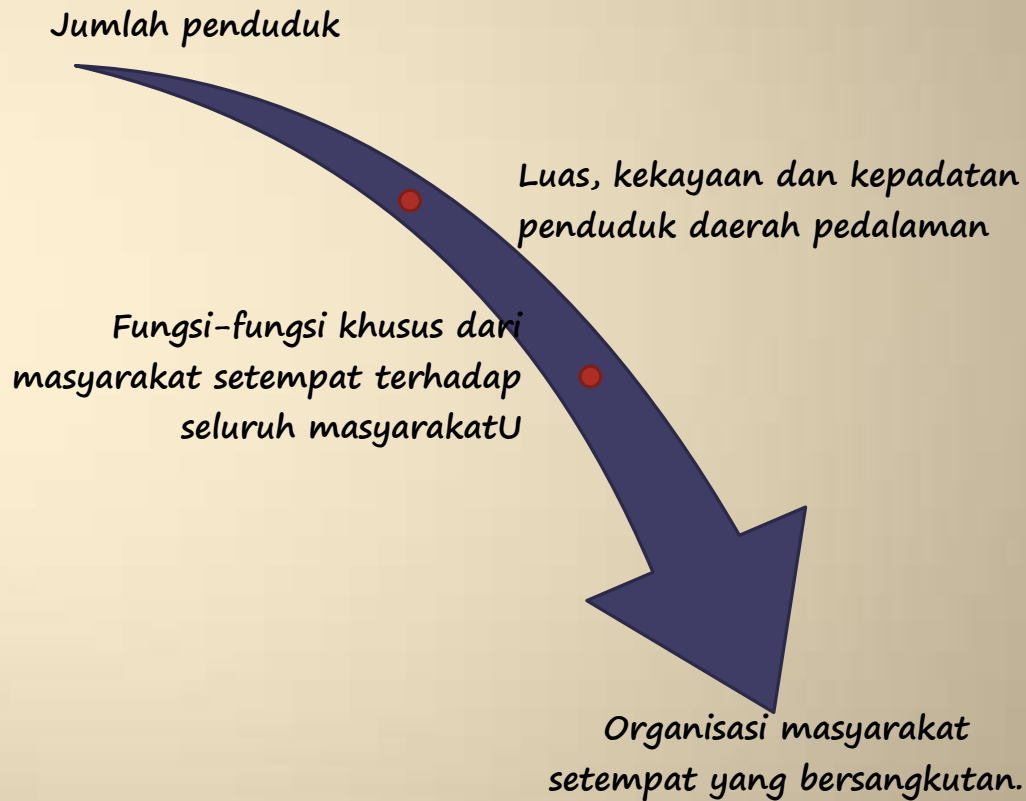 Jumlah penduduk
Luas, kekayaan dan kepadatan
penduduk daerah pedalaman
Fungsi-fungsi khusus dari
masyarakat setempat terhadap
seluruh masyarakatU
Organisasi masyarakat
setempat yang bersangkutan.